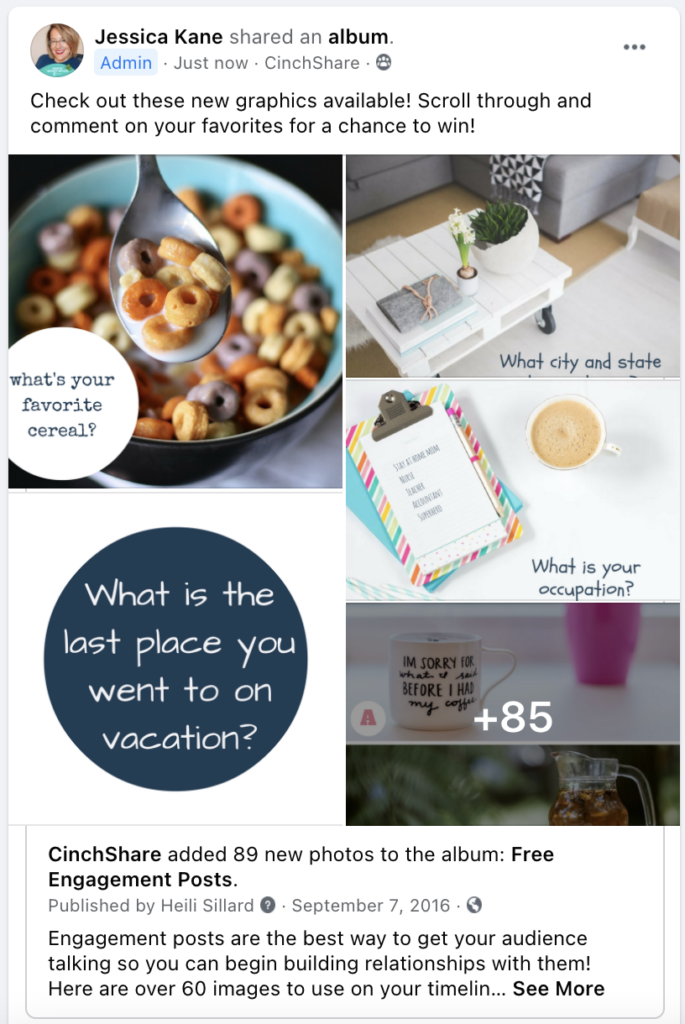 Jessica Kane shared an album.
Admin · Just now · CinchShare ·
Check out these new graphics available! Scroll through and
comment on your favorites for a chance to win!
what's your
favorite
cereal?
What city and state
STAY AT HOME MOM
NURSE
TEACHER
ACCOUNTANT
SUPERHERO
What is your
occupation?
What is the
last place you
went to on
vacation?
IM SORRY FOR
what I said
BEFORE I HAD
my coffee
A
+85
CinchShare added 89 new photos to the album: Free
Engagement Posts.
Published by Heili Sillard ? · September 7, 2016 ·
Engagement posts are the best way to get your audience
talking so you can begin building relationships with them!
Here are over 60 images to use on your timelin... See More